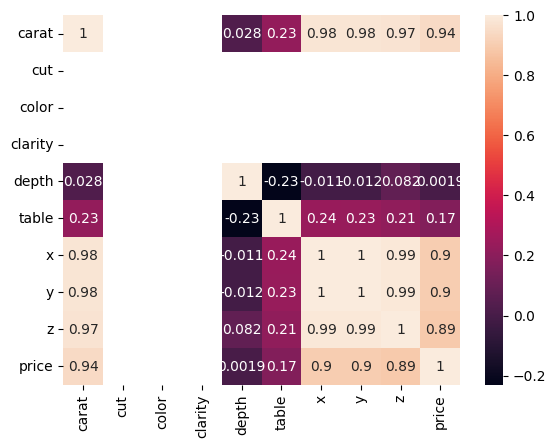 carat 1 0.028 0.23 0.98 0.98 0.97 0.94
cut
color
clarity
depth 0.028 1 -0.23 -0.011 -0.012 0.082 0.0019
table 0.23 -0.23 1 0.24 0.23 0.21 0.17
x 0.98 -0.011 0.24 1 1 0.99 0.9
y 0.98 -0.012 0.23 1 1 0.99 0.9
z 0.97 0.082 0.21 0.99 0.99 1 0.89
price 0.94 0.0019 0.17 0.9 0.9 0.89 1
carat cut color clarity depth table x y z price
1.0
0.8
0.6
0.4
0.2
0.0
−0.2